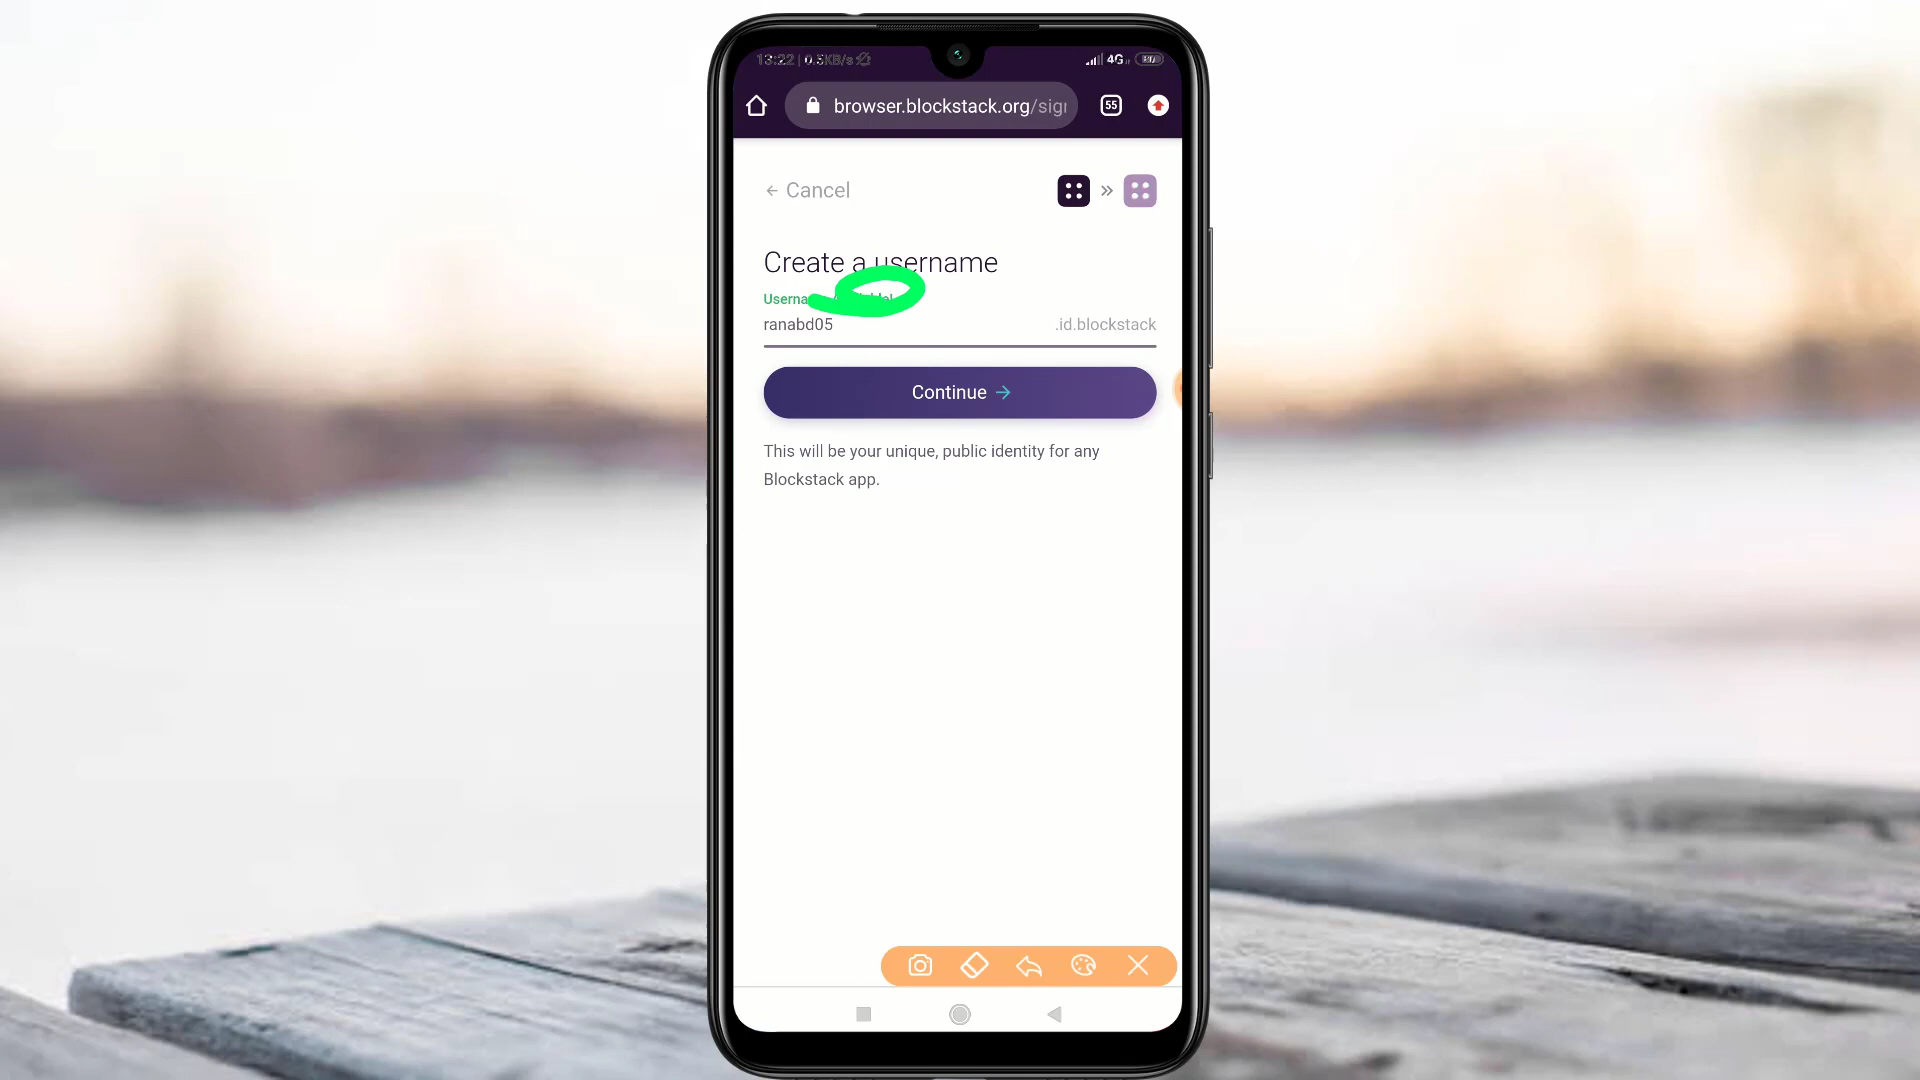 13:22 | 0.5KB/s
4G
browser.blockstack.org/sign
55
← Cancel
»
Create a username
ranabd05 .id.blockstack
Continue →
This will be your unique, public identity for any
Blockstack app.